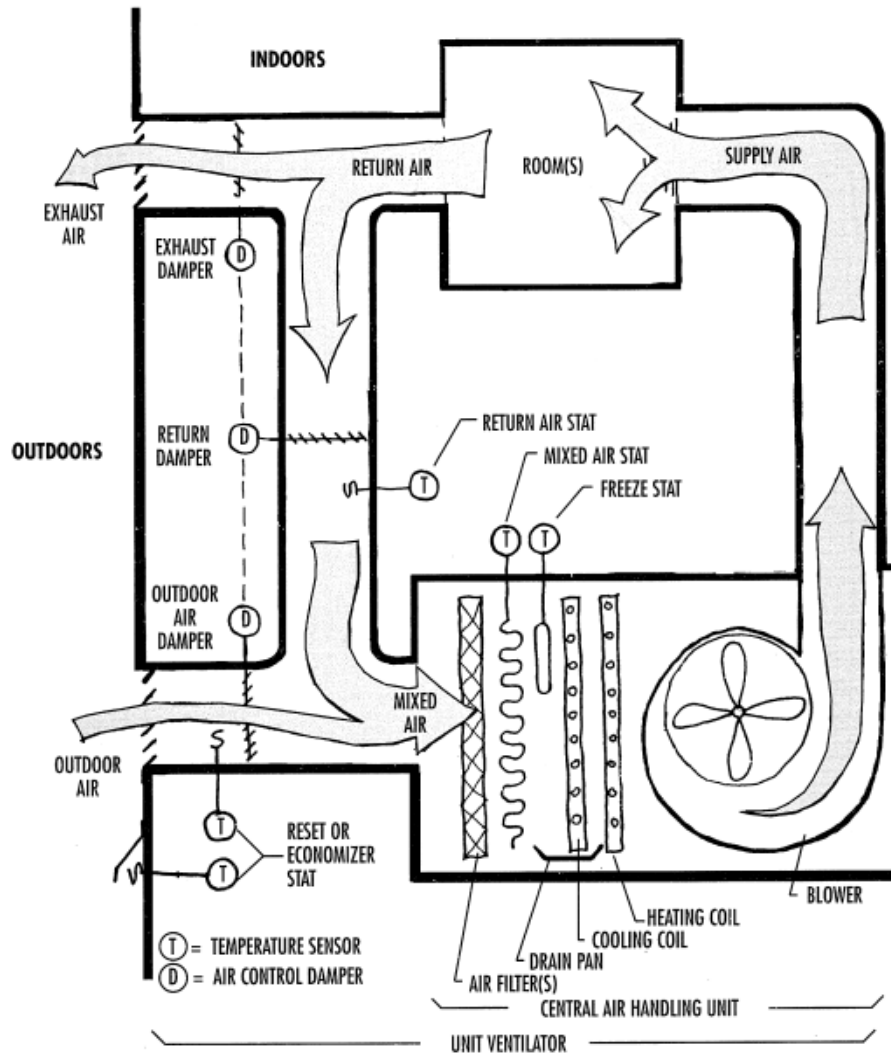 INDOORS
RETURN AIR
ROOM(S)
SUPPLY AIR
EXHAUST
AIR
EXHAUST
DAMPER
D
OUTDOORS
RETURN
DAMPER
D
RETURN AIR STAT
T
MIXED AIR STAT
T
FREEZE STAT
T
OUTDOOR
AIR
DAMPER
D
MIXED
AIR
OUTDOOR
AIR
T
T
RESET OR
ECONOMIZER
STAT
BLOWER
HEATING COIL
COOLING COIL
DRAIN PAN
AIR FILTER(S)
T = TEMPERATURE SENSOR
D = AIR CONTROL DAMPER
CENTRAL AIR HANDLING UNIT
UNIT VENTILATOR